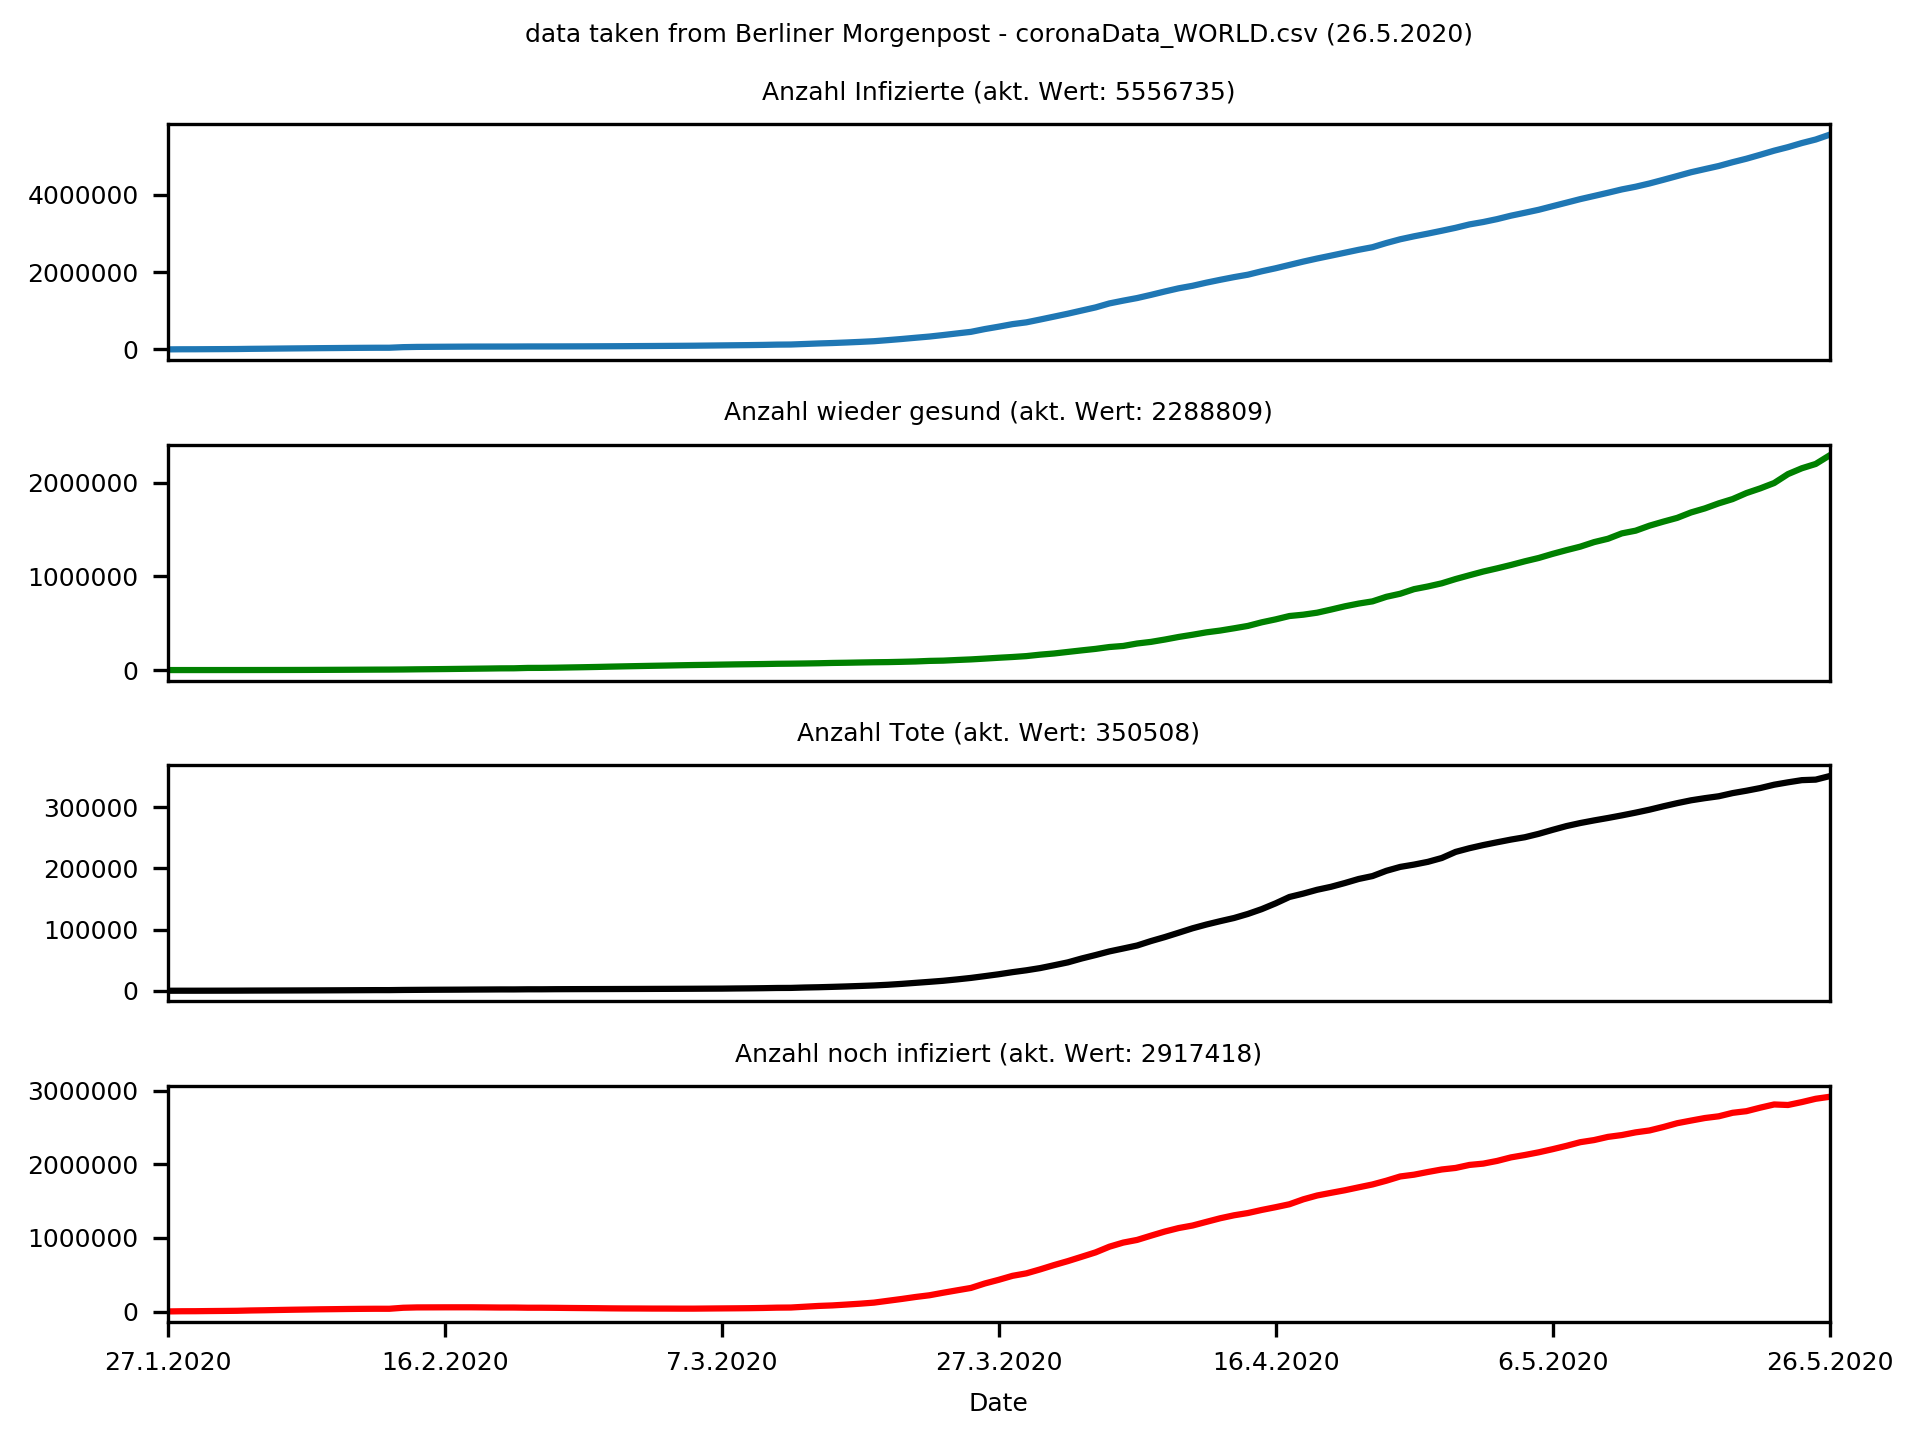 data taken from Berliner Morgenpost - coronaData_WORLD.csv (26.5.2020)
Anzahl Infizierte (akt. Wert: 5556735)
4000000
2000000
0
Anzahl wieder gesund (akt. Wert: 2288809)
2000000
1000000
0
Anzahl Tote (akt. Wert: 350508)
300000
200000
100000
0
Anzahl noch infiziert (akt. Wert: 2917418)
3000000
2000000
1000000
0
27.1.2020 16.2.2020 7.3.2020 27.3.2020 16.4.2020 6.5.2020 26.5.2020
Date